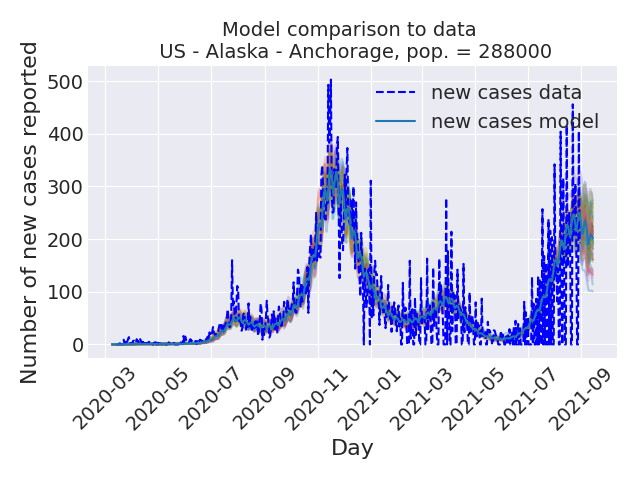 Model comparison to data
US - Alaska - Anchorage, pop. = 288000
Number of new cases reported
500
400
300
200
100
0
new cases data
new cases model
2020-03
2020-05
2020-07
2020-09
2020-11
2021-01
2021-03
2021-05
2021-07
2021-09
Day